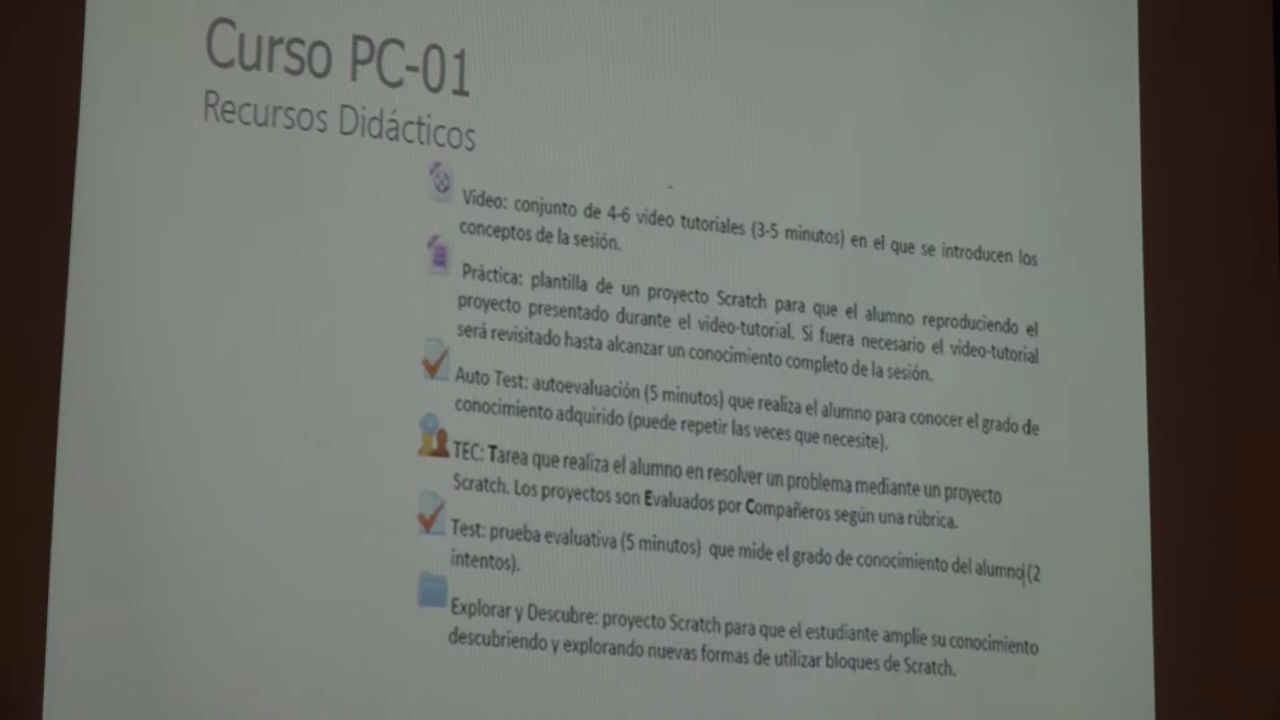 Curso PC-01
Recursos Didácticos
Video: conjunto de 4-6 video tutoriales (3-5 minutos) en el que se introducen los
conceptos de la sesión.
Práctica: plantilla de un proyecto Scratch para que el alumno reproduciendo el
proyecto presentado durante el video-tutorial. Si fuera necesario el video-tutorial
será revisitado hasta alcanzar un conocimiento completo de la sesión.
Auto Test: autoevaluación (5 minutos) que realiza el alumno para conocer el grado de
conocimiento adquirido (puede repetir las veces que necesite).
TEC: Tarea que realiza el alumno en resolver un problema mediante un proyecto
Scratch. Los proyectos son Evaluados por Compañeros según una rúbrica.
Test: prueba evaluativa (5 minutos) que mide el grado de conocimiento del alumno (2
intentos).
Explorar y Descubre: proyecto Scratch para que el estudiante amplie su conocimiento
descubriendo y explorando nuevas formas de utilizar bloques de Scratch.